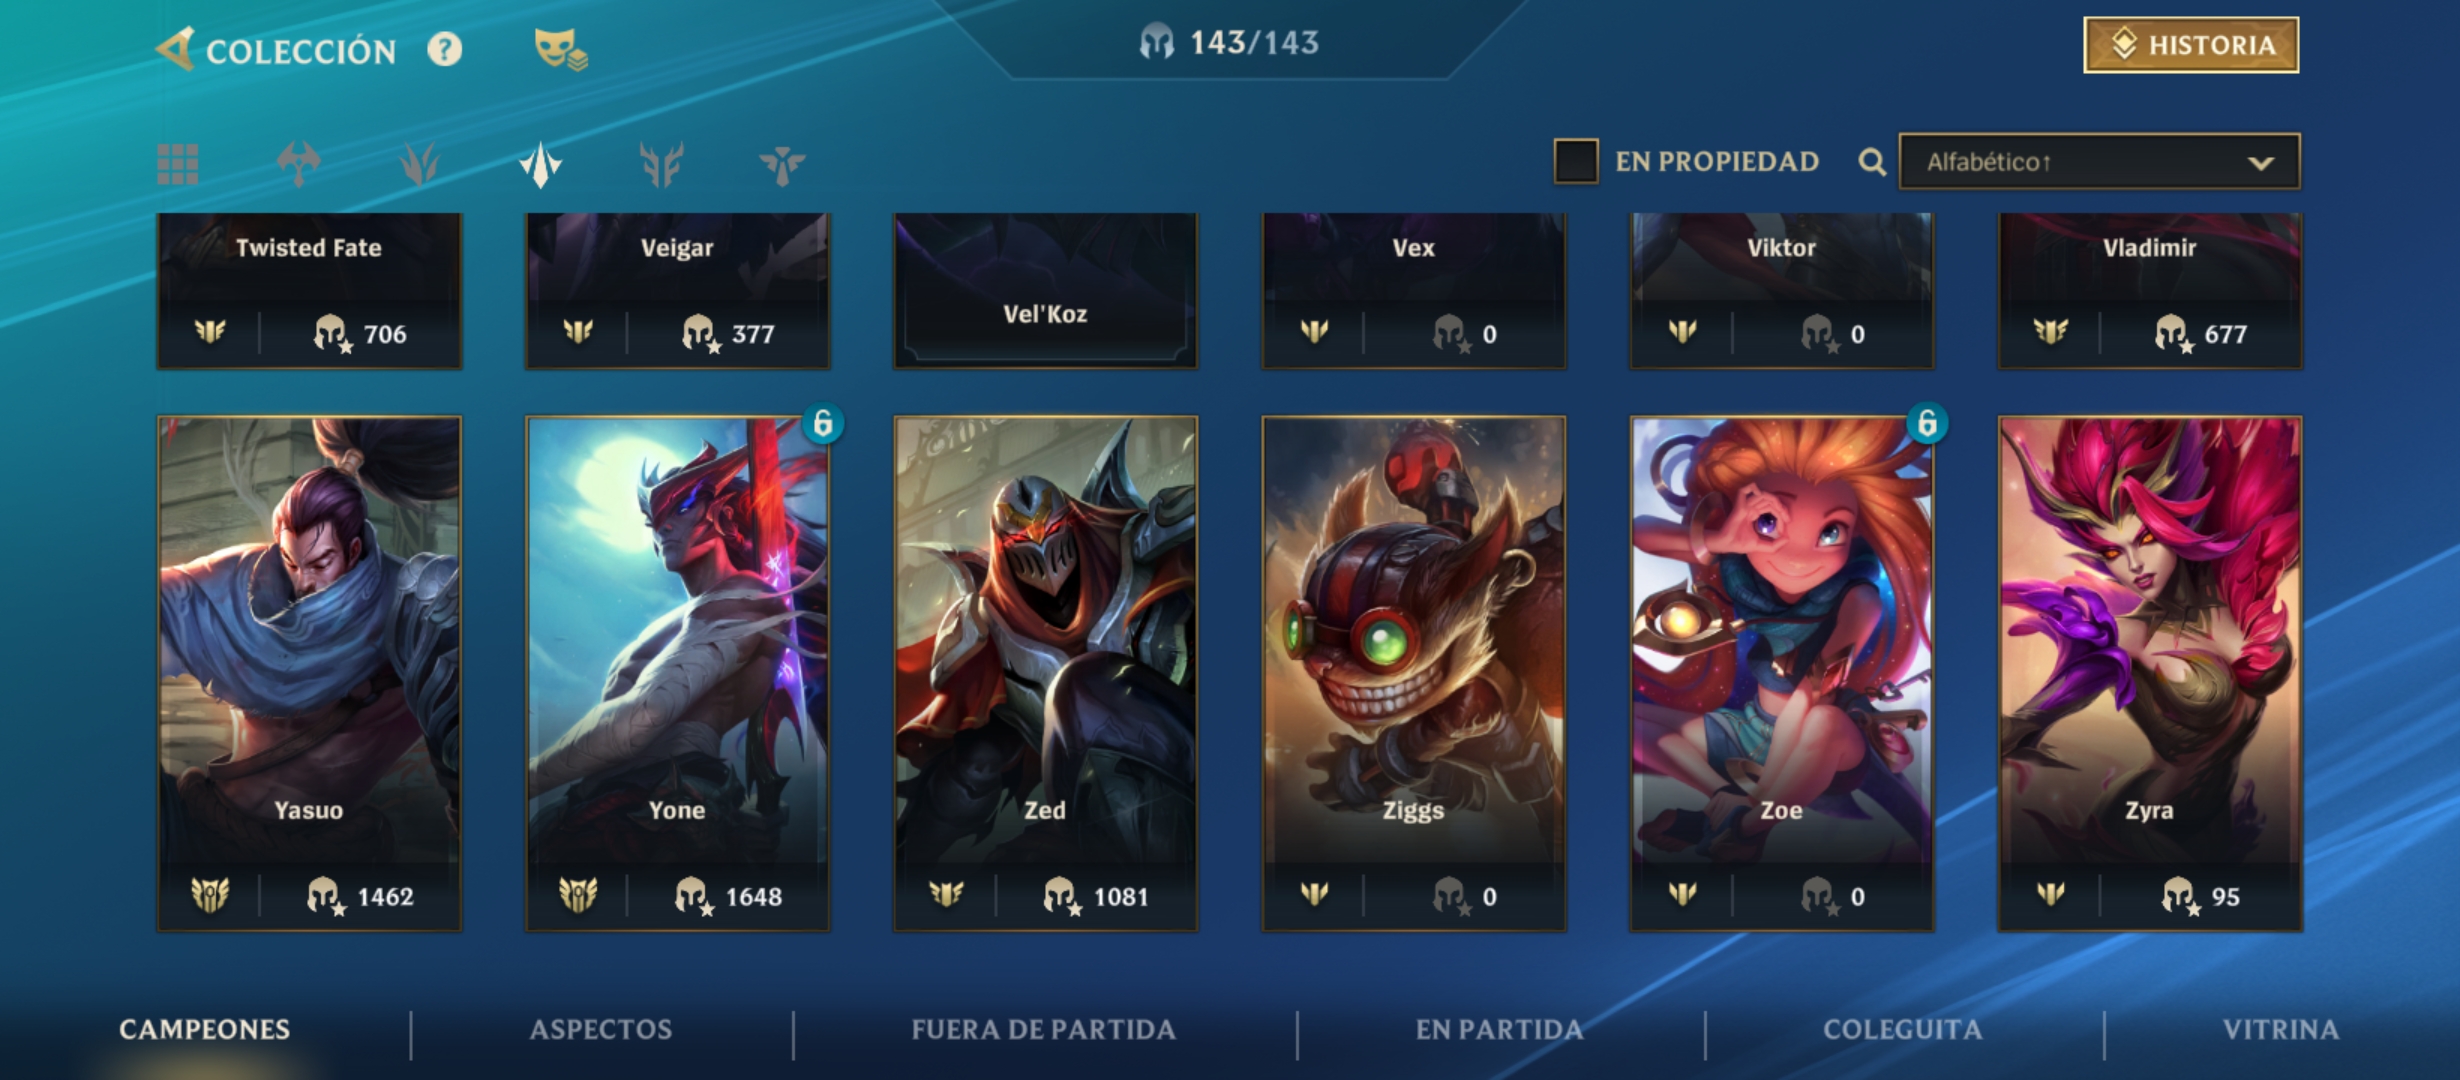 COLECCIÓN ? 143/143 HISTORIA
EN PROPIEDAD Alfabético↑
Twisted Fate Veigar Vel'Koz Vex Viktor Vladimir
706 377 0 0 677
Yasuo Yone Zed Ziggs Zoe Zyra
1462 1648 1081 0 0 95
CAMPEONES ASPECTOS FUERA DE PARTIDA EN PARTIDA COLEGUITA VITRINA